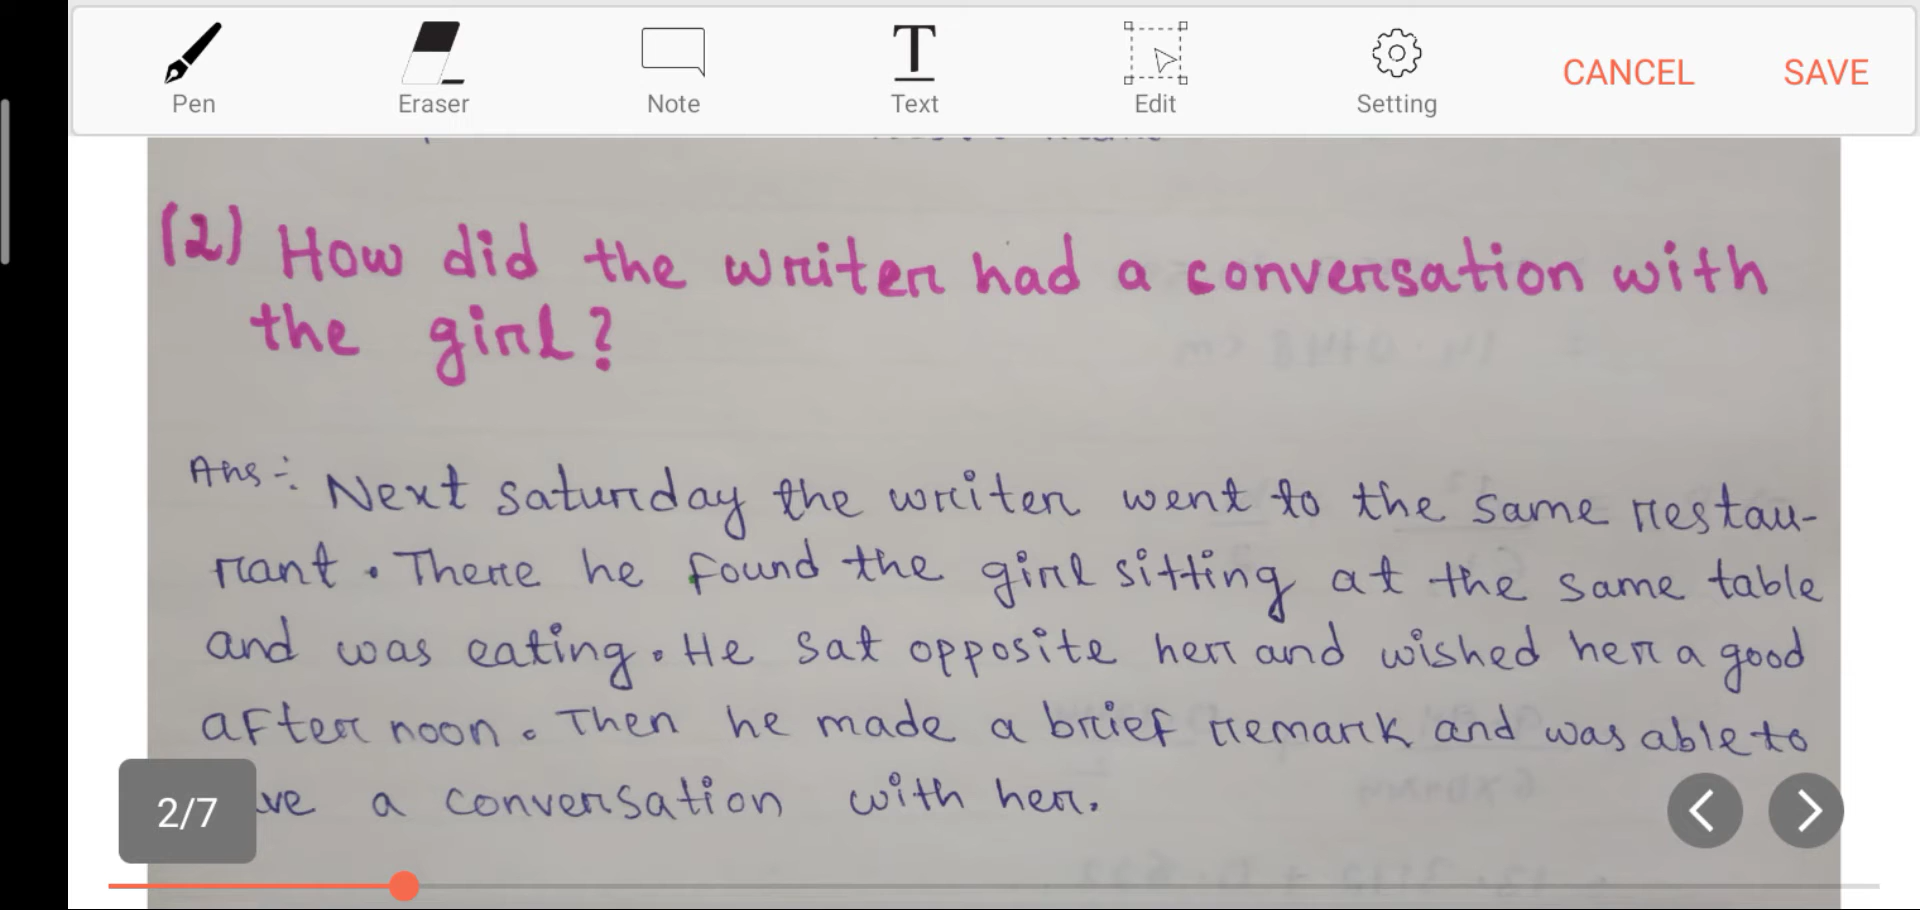 Pen
Eraser
Note
Text
Edit
Setting
CANCEL
SAVE
(2) How did the writer had a conversation with
the girl?
Ans÷ Next saturday the writer went to the same restau-
rant. There he found the girl sitting at the same table
and was eating. He sat opposite her and wished her a good
after noon. Then he made a brief remark and was able to
ve a conversation with her.
2/7